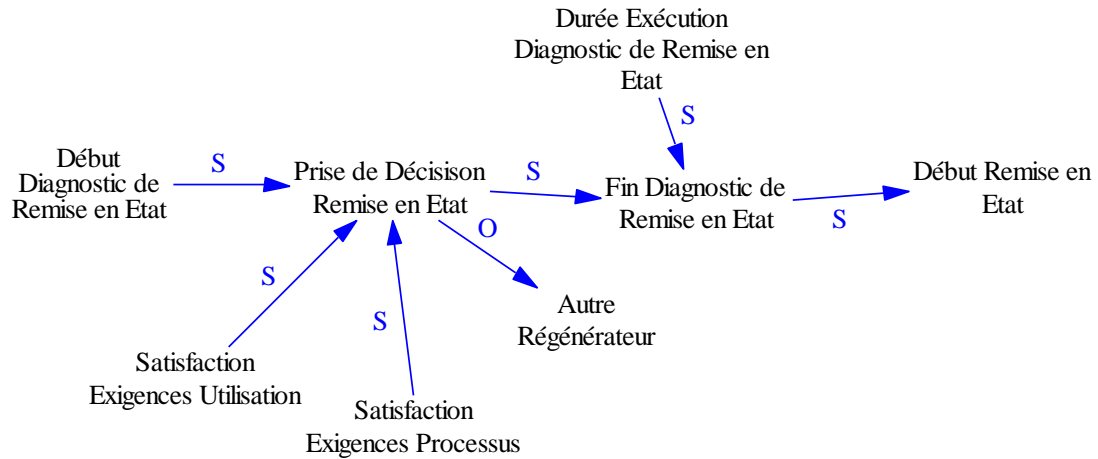 Durée Exécution
Diagnostic de Remise en
Etat
S
Début
Diagnostic de
Remise en Etat
S
Prise de Décisison
Remise en Etat
S
Fin Diagnostic de
Remise en Etat
S
Début Remise en
Etat
O
S
S
Autre
Régénérateur
Satisfaction
Exigences Utilisation
Satisfaction
Exigences Processus